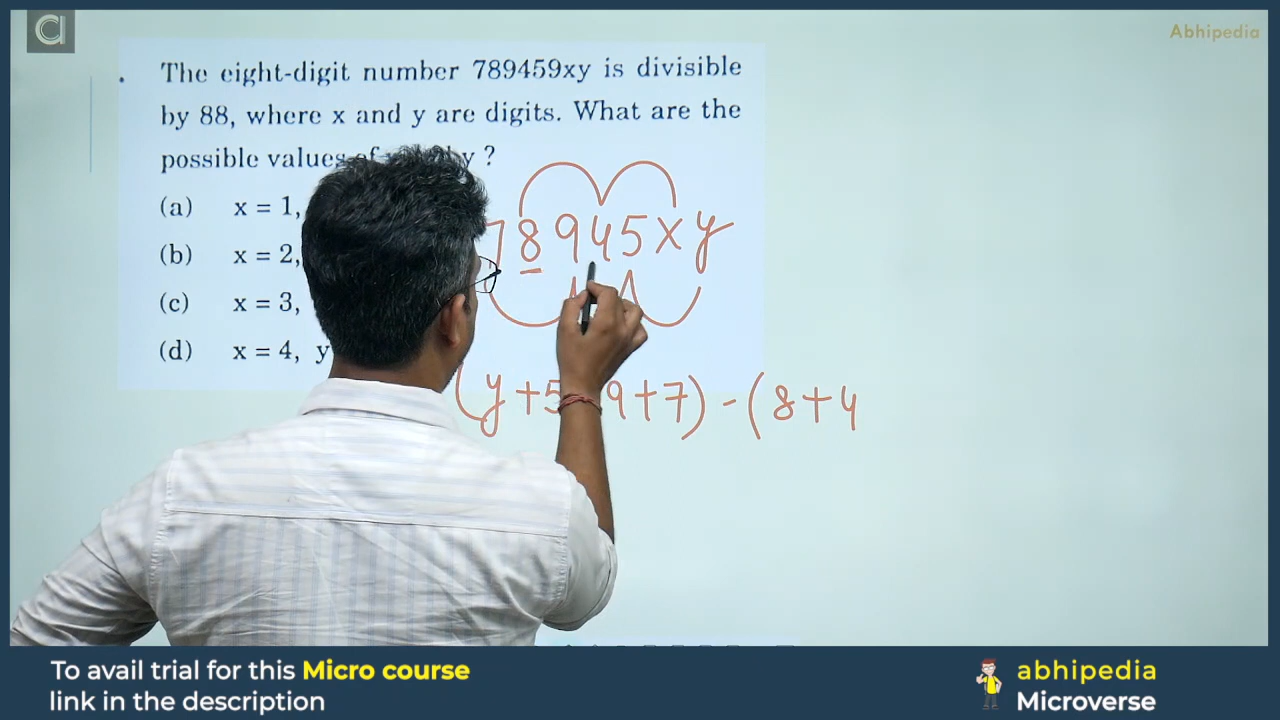 Abhipedia
. The eight-digit number 789459xy is divisible
by 88, where x and y are digits. What are the
possible values y ?
(a) x = 1,
(b) x = 2,
(c) x = 3,
(d) x = 4, y
78945xy
(y+5 9+7) - (8+4
To avail trial for this Micro course
link in the description
abhipedia
Microverse